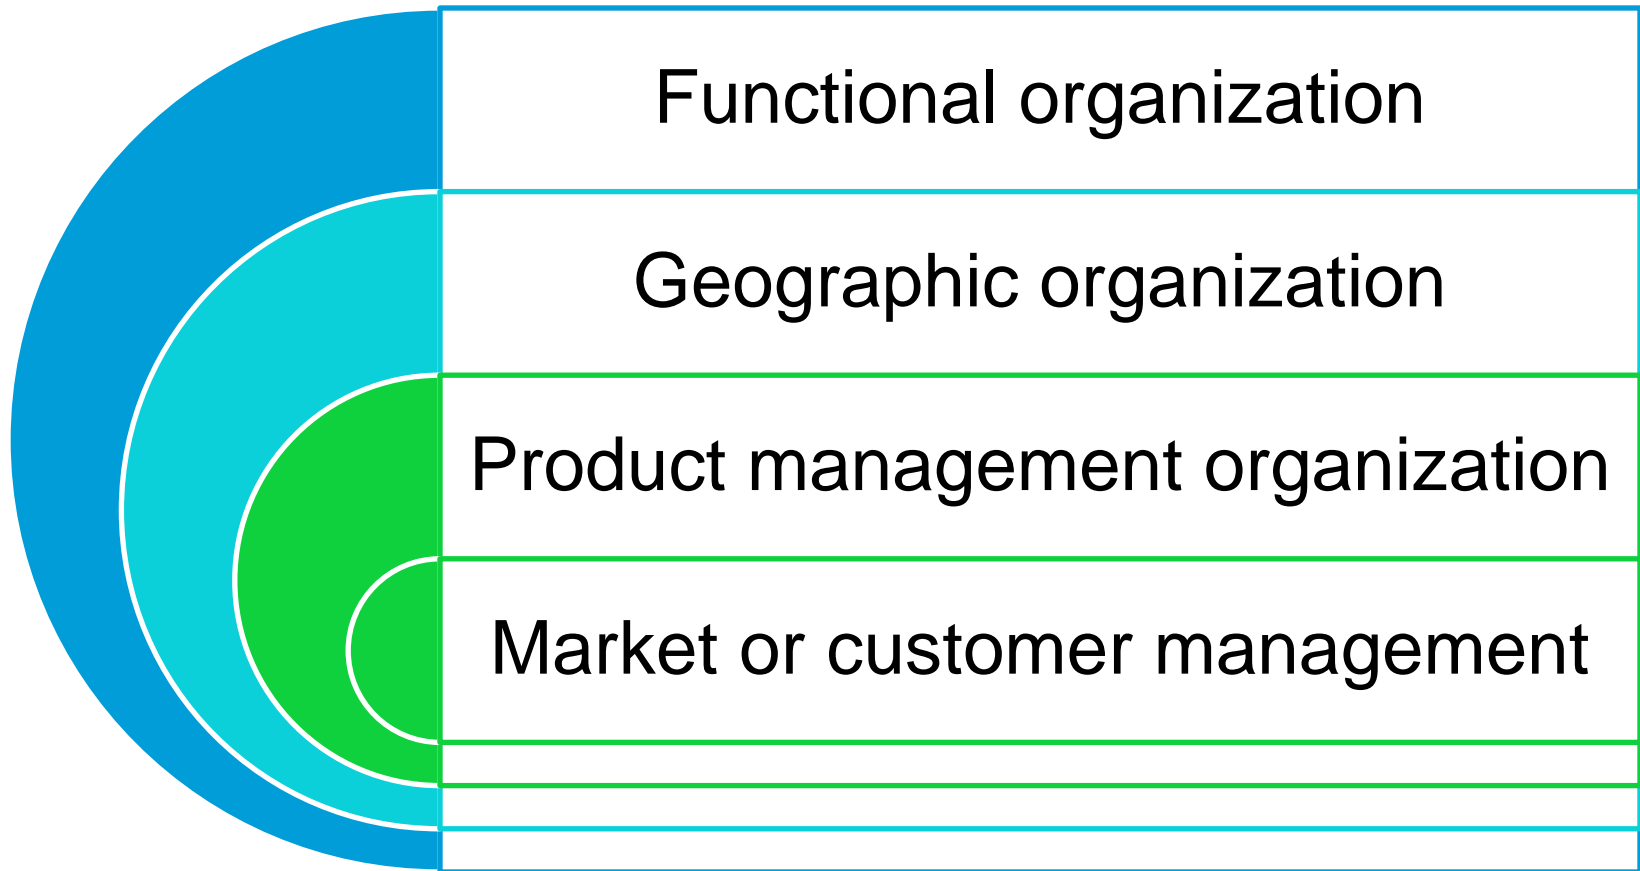 Functional organization
Geographic organization
Product management organization
Market or customer management